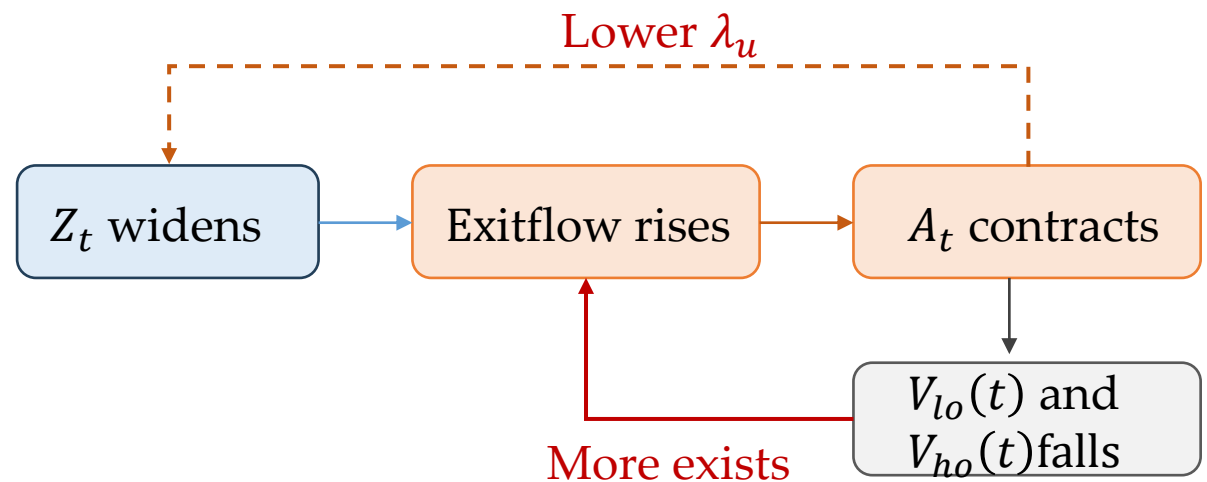 Lower λ_u
Z_t widens
Exitflow rises
A_t contracts
V_lo(t) and
V_ho(t)falls
More exists